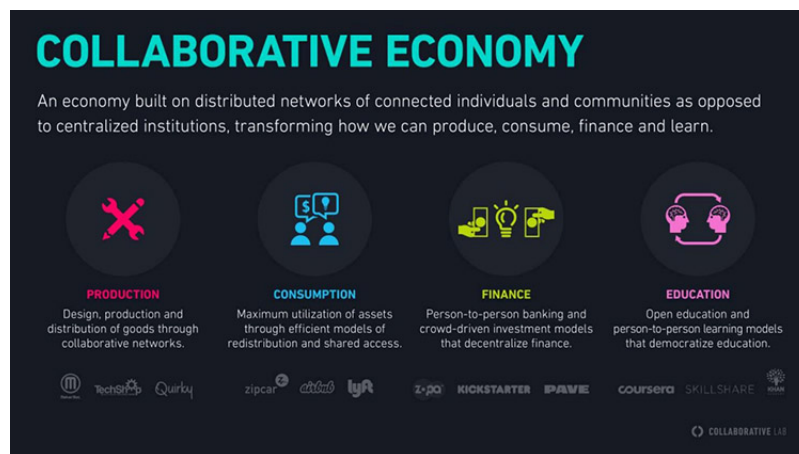 COLLABORATIVE ECONOMY
An economy built on distributed networks of connected individuals and communities as opposed
to centralized institutions, transforming how we can produce, consume, finance and learn.
$
PRODUCTION
Design, production and
distribution of goods through
collaborative networks.
CONSUMPTION
Maximum utilization of assets
through efficient models of
redistribution and shared access.
FINANCE
Person-to-person banking and
crowd-driven investment models
that decentralize finance.
EDUCATION
Open education and
person-to-person learning models
that democratize education.
M
TechShop
Quirky
zipcar
airbnb
lyft
ZOPA
KICKSTARTER
PAVE
coursera
SKILLSHARE
KHAN
COLLABORATIVE LAB